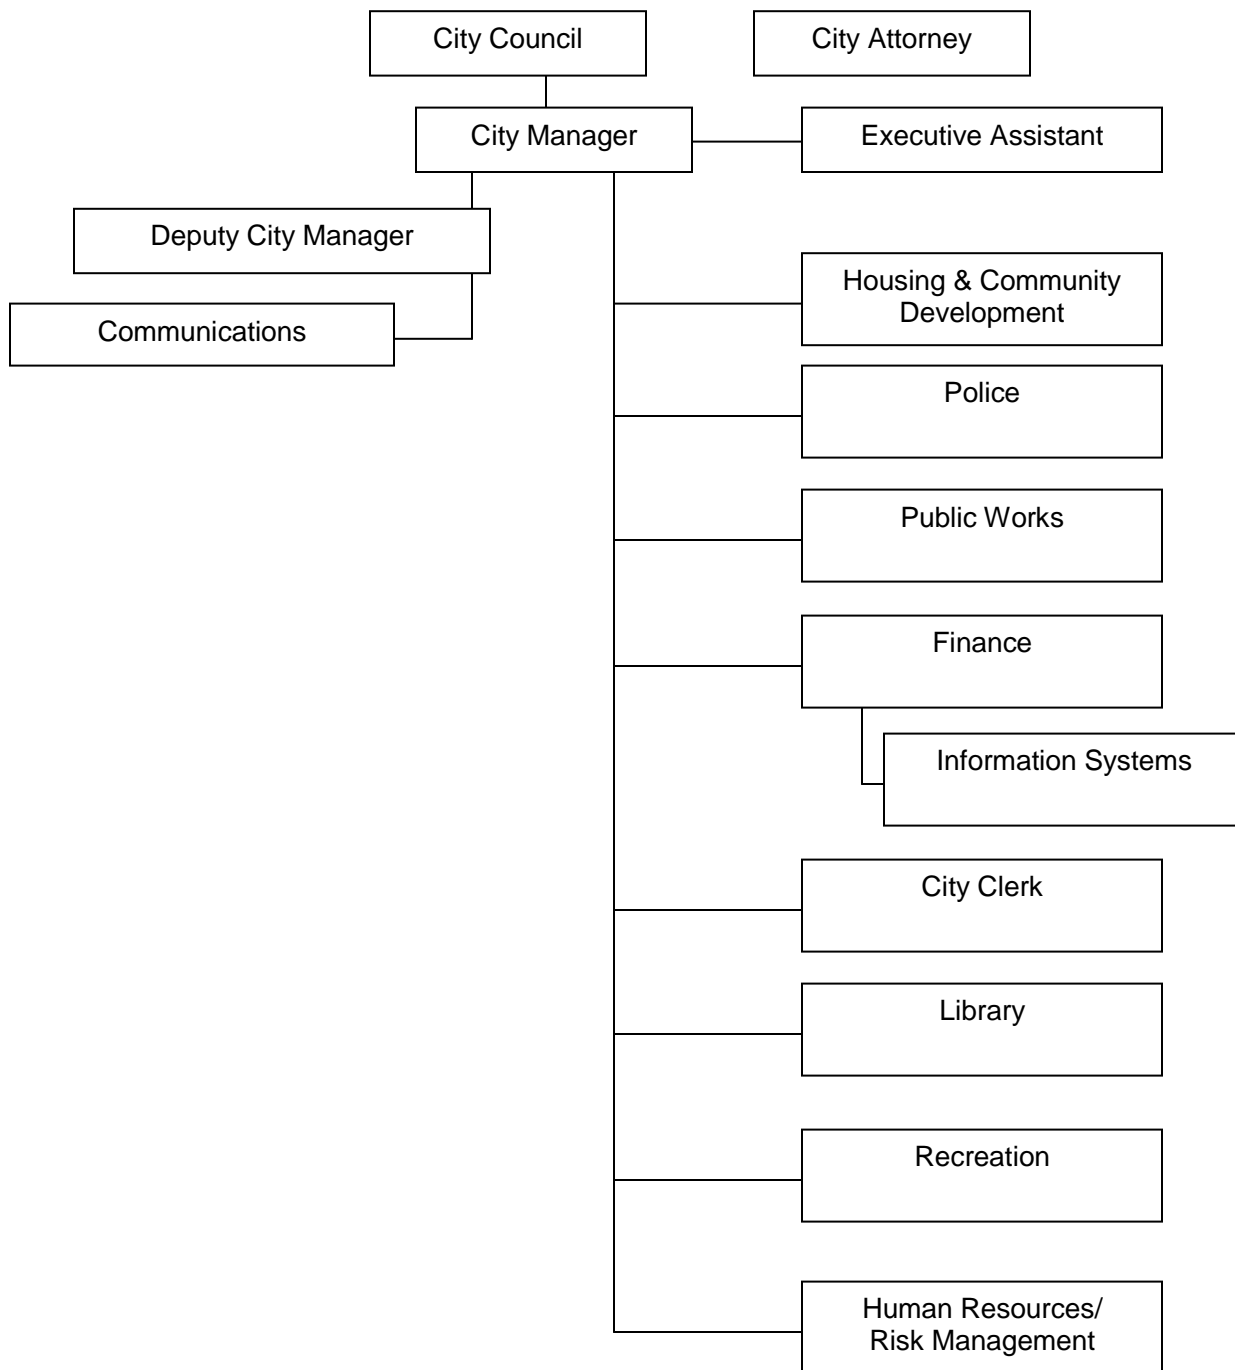 City Council
City Attorney
City Manager
Executive Assistant
Deputy City Manager
Housing & Community
Development
Communications
Police
Public Works
Finance
Information Systems
City Clerk
Library
Recreation
Human Resources/
Risk Management